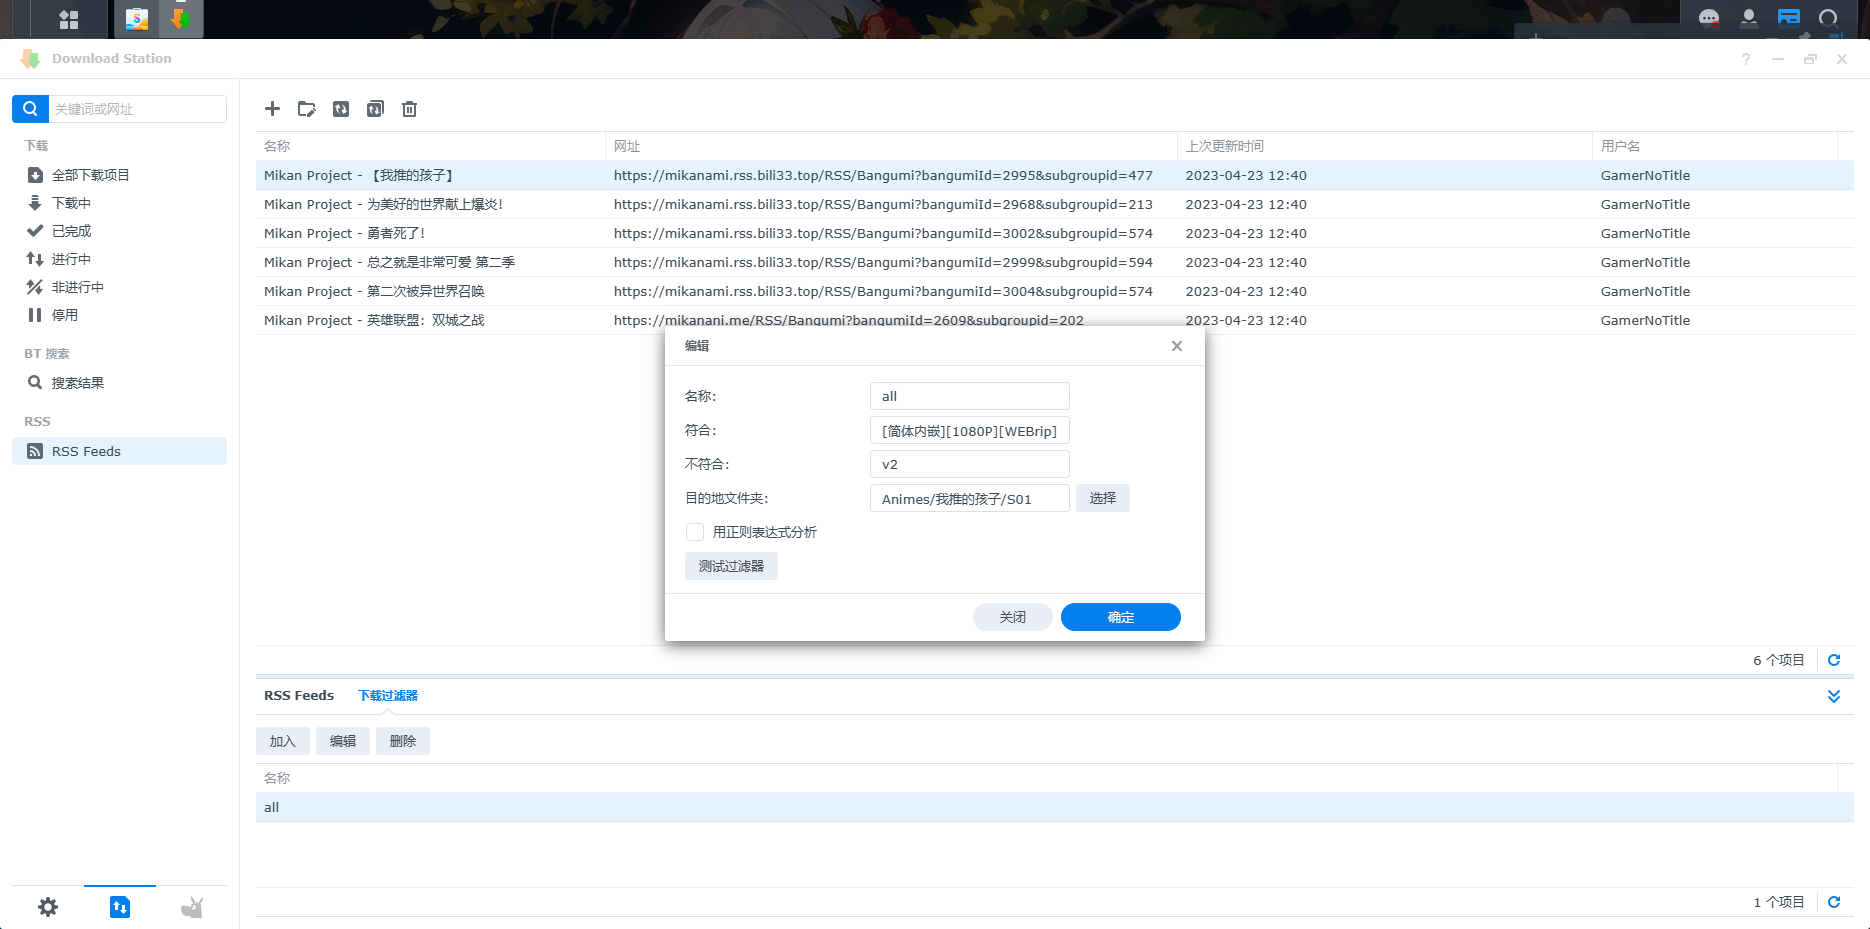 Download Station
关键词或网址
下载
全部下载项目
下载中
已完成
进行中
非进行中
停用
BT 搜索
搜索结果
RSS
RSS Feeds
名称 网址 上次更新时间 用户名
Mikan Project - 【我推的孩子】 https://mikanami.rss.bili33.top/RSS/Bangumi?bangumiId=2995&subgroupid=477 2023-04-23 12:40 GamerNoTitle
Mikan Project - 为美好的世界献上爆炎! https://mikanami.rss.bili33.top/RSS/Bangumi?bangumiId=2968&subgroupid=213 2023-04-23 12:40 GamerNoTitle
Mikan Project - 勇者死了! https://mikanami.rss.bili33.top/RSS/Bangumi?bangumiId=3002&subgroupid=574 2023-04-23 12:40 GamerNoTitle
Mikan Project - 总之就是非常可爱 第二季 https://mikanami.rss.bili33.top/RSS/Bangumi?bangumiId=2999&subgroupid=594 2023-04-23 12:40 GamerNoTitle
Mikan Project - 第二次被异世界召唤 https://mikanami.rss.bili33.top/RSS/Bangumi?bangumiId=3004&subgroupid=574 2023-04-23 12:40 GamerNoTitle
Mikan Project - 英雄联盟：双城之战 https://mikanani.me/RSS/Bangumi?bangumiId=2609&subgroupid=202 2023-04-23 12:40 GamerNoTitle
编辑
名称: all
符合: [简体内嵌][1080P][WEBrip]
不符合: v2
目的地文件夹: Animes/我推的孩子/S01 选择
用正则表达式分析
测试过滤器
关闭 确定
6 个项目
RSS Feeds 下载过滤器
加入 编辑 删除
名称
all
1 个项目